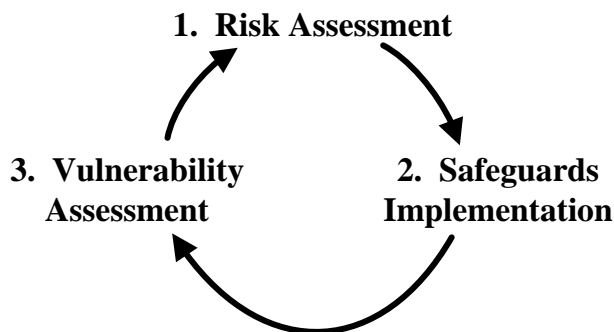 1. Risk Assessment
3. Vulnerability
Assessment
2. Safeguards
Implementation